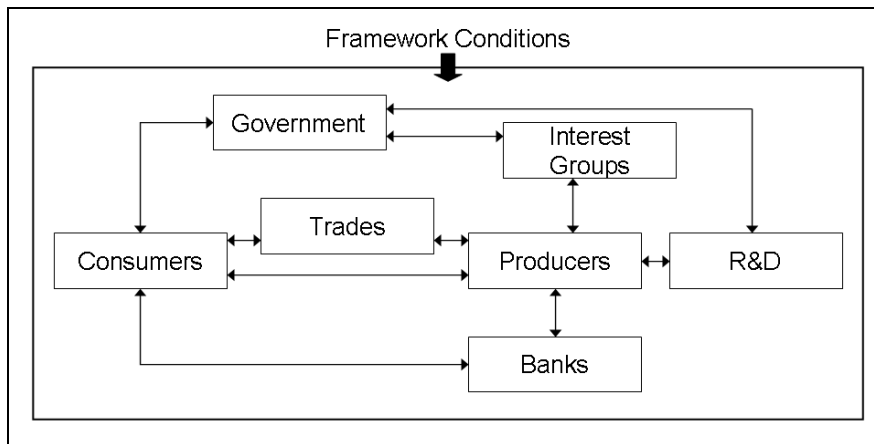 Framework Conditions
Government
Interest
Groups
Trades
Consumers
Producers
R&D
Banks